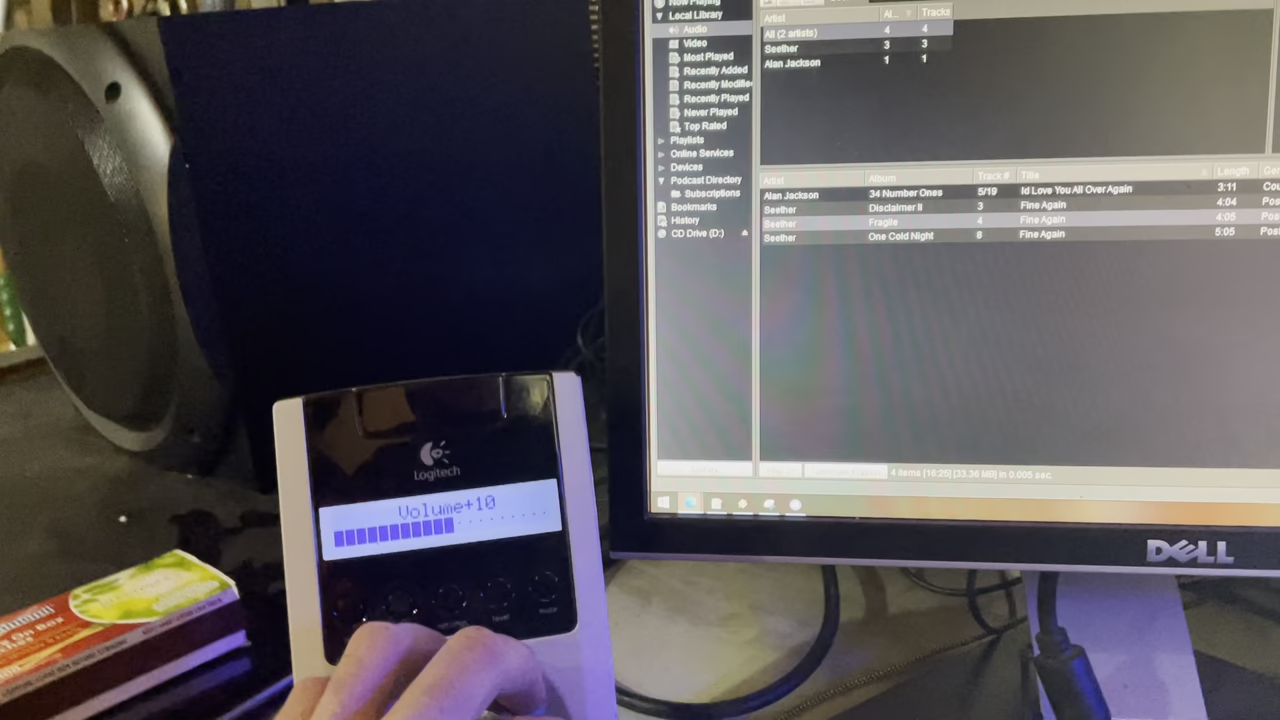 Now Playing
Local Library
Audio
Video
Most Played
Recently Added
Recently Modifie
Recently Played
Never Played
Top Rated
Playlists
Online Services
Devices
Podcast Directory
Subscriptions
Bookmarks
History
CD Drive (D:)
Artist Al... Tracks
All (2 artists) 4 4
Seether 3 3
Alan Jackson 1 1
Artist Album Track # Title Length
Alan Jackson 34 Number Ones 5/19 Id Love You All Over Again 3:11
Seether Disclaimer II 3 Fine Again 4:04
Seether Fragile 4 Fine Again 4:05
Seether One Cold Night 8 Fine Again 5:05
4 items [16:25] [33.36 MB] in 0.005 sec
DELL
Logitech
Volume+10
level